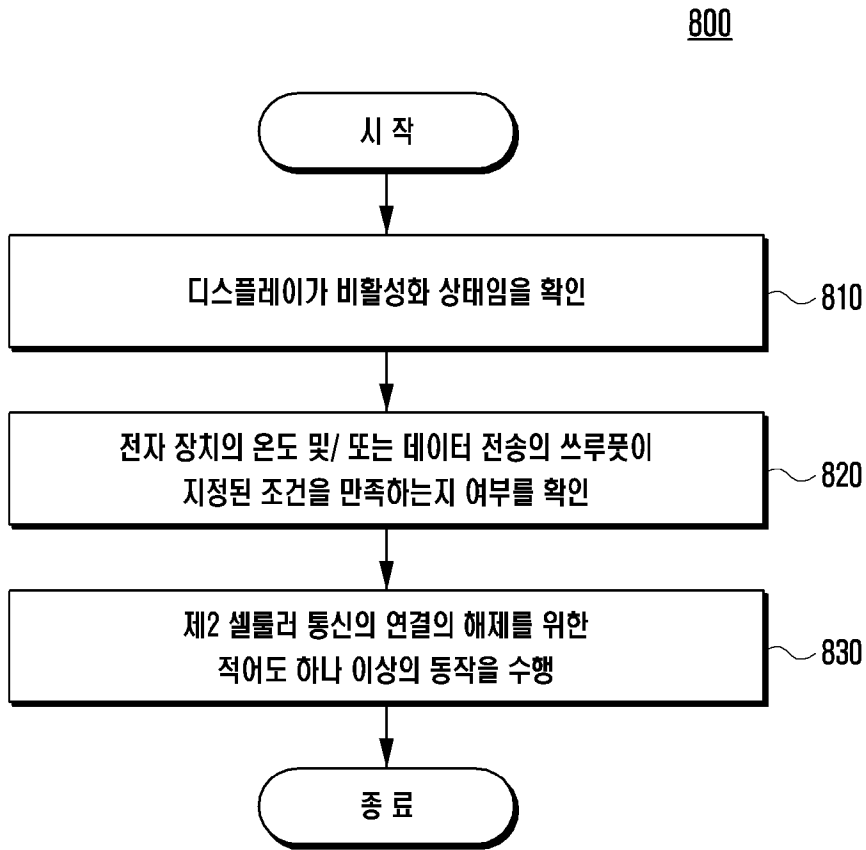 800
시 작
디스플레이가 비활성화 상태임을 확인
810
전자 장치의 온도 및/ 또는 데이터 전송의 쓰루풋이
지정된 조건을 만족하는지 여부를 확인
820
제2 셀룰러 통신의 연결의 해제를 위한
적어도 하나 이상의 동작을 수행
830
종 료